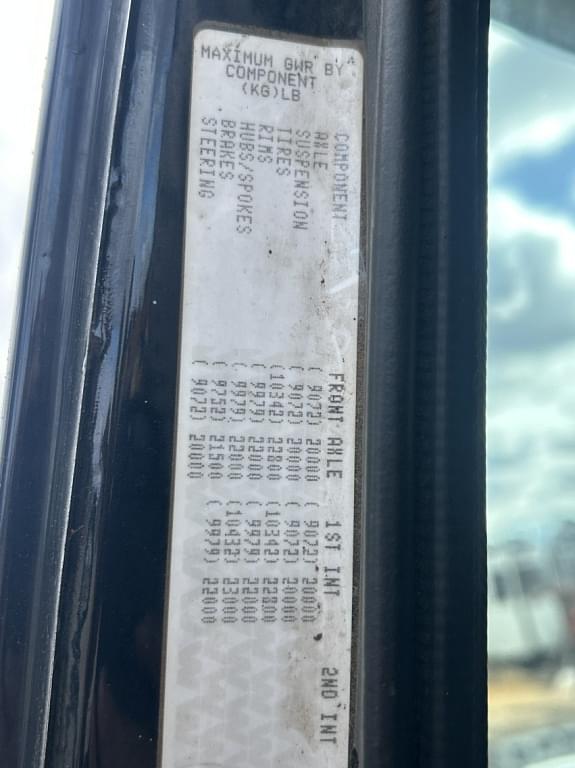 MAXIMUM GWR BY
COMPONENT
(KG)LB
COMPONENT FRONT AXLE 1ST INT 2ND INT
AXLE ( 9072) 20000 ( 9072) 20000
SUSPENSION ( 9072) 20000 ( 9072) 20000
TIRES (10342) 22800 (10342) 22800
RIMS ( 9979) 22000 ( 9979) 22000
HUBS/SPOKES ( 9979) 22000 (10432) 23000
BRAKES ( 9752) 21500 ( 9979) 22000
STEERING ( 9072) 20000